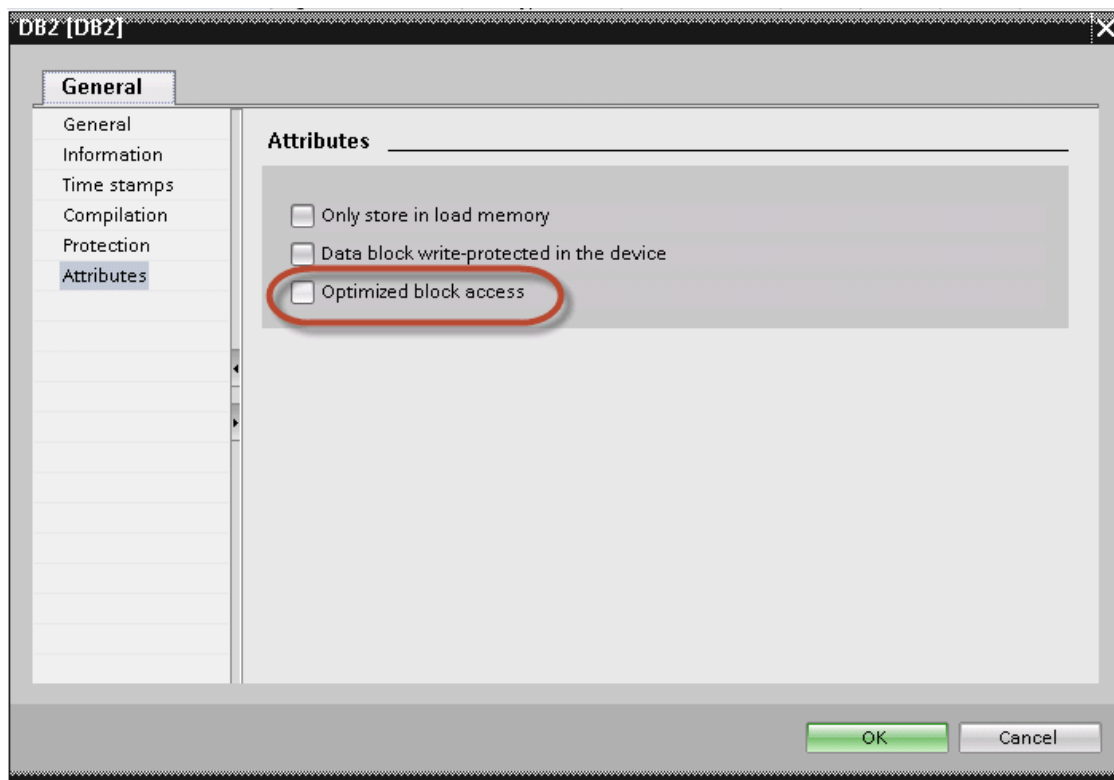 DB2 [DB2]
General
General
Information
Time stamps
Compilation
Protection
Attributes
Attributes
Only store in load memory
Data block write-protected in the device
Optimized block access
OK
Cancel